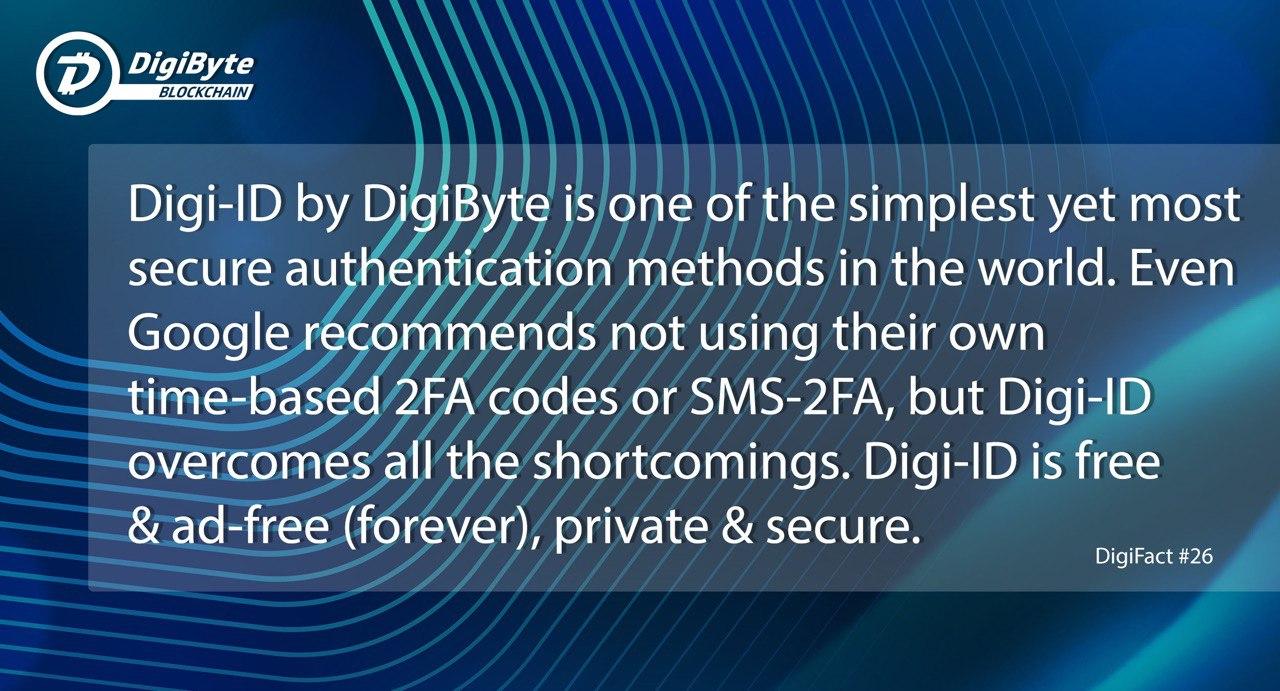 DigiByte
BLOCKCHAIN
Digi-ID by DigiByte is one of the simplest yet most
secure authentication methods in the world. Even
Google recommends not using their own
time-based 2FA codes or SMS-2FA, but Digi-ID
overcomes all the shortcomings. Digi-ID is free
& ad-free (forever), private & secure.
DigiFact #26